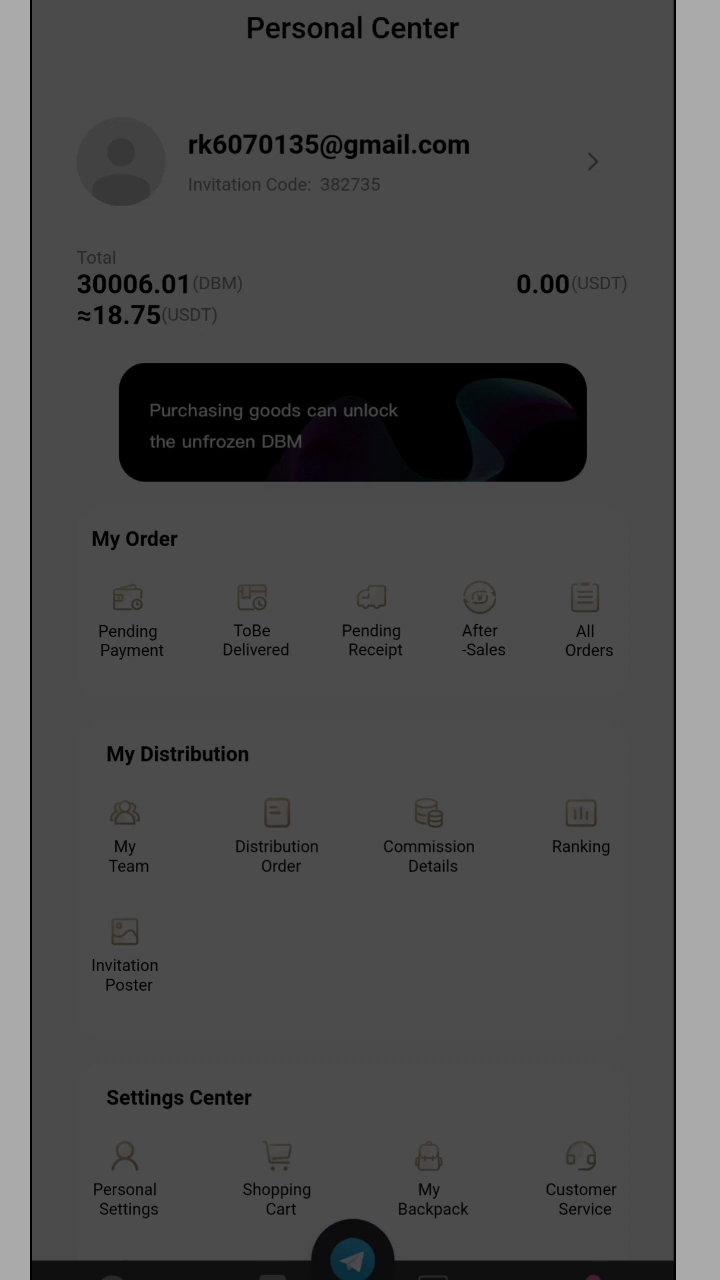 Personal Center
rk6070135@gmail.com
Invitation Code: 382735
Total
30006.01(DBM) 0.00(USDT)
≈18.75(USDT)
Purchasing goods can unlock
the unfrozen DBM
My Order
Pending ToBe Pending After All
Payment Delivered Receipt -Sales Orders
My Distribution
My Distribution Commission Ranking
Team Order Details
Invitation
Poster
Settings Center
Personal Shopping My Customer
Settings Cart Backpack Service